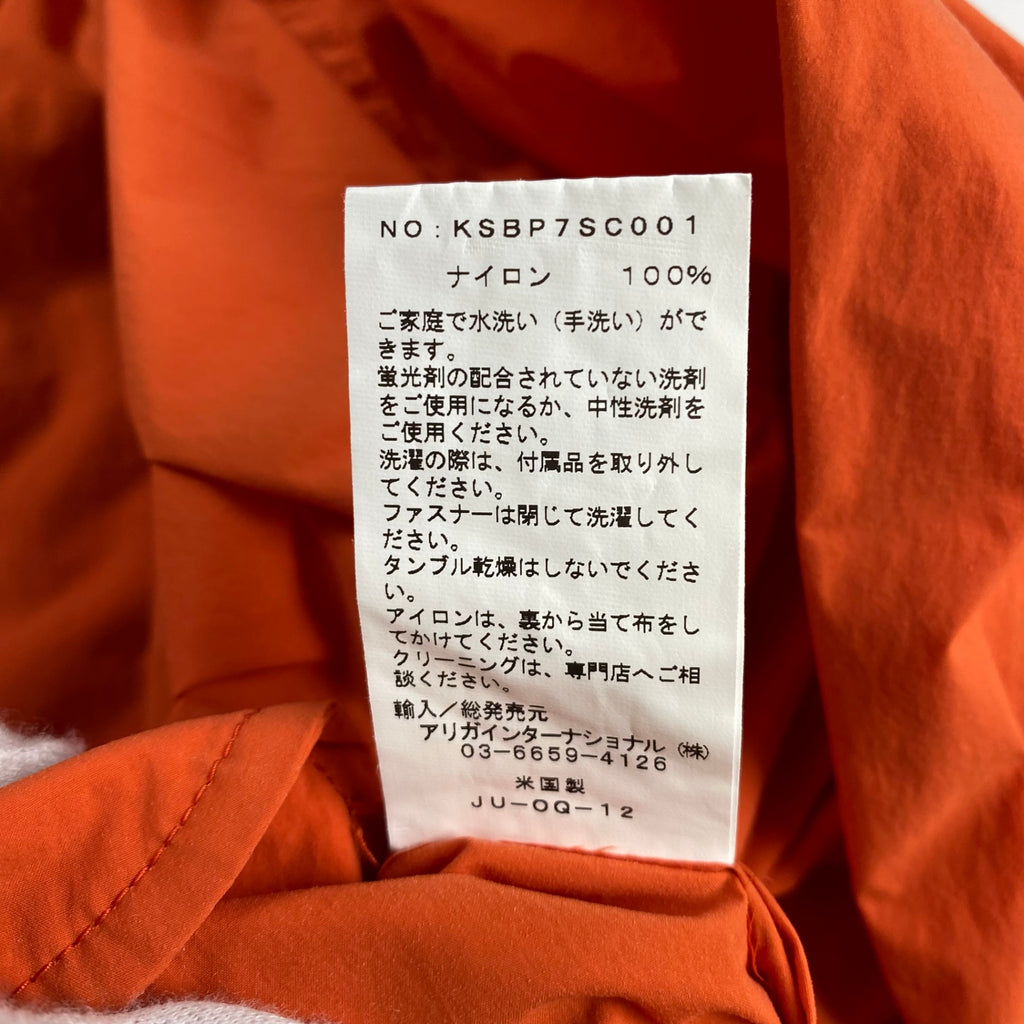 NO:KSBP7SC001
ナイロン 100%
ご家庭で水洗い（手洗い）がで
きます。
蛍光剤の配合されていない洗剤
をご使用になるか、中性洗剤を
ご使用ください。
洗濯の際は、付属品を取り外し
てください。
ファスナーは閉じて洗濯してく
ださい。
タンブル乾燥はしないでくださ
い。
アイロンは、裏から当て布をし
てかけてください。
クリーニングは、専門店へご相
談ください。
輸入／総発売元
アリガインターナショナル（株）
03-6659-4126
米国製
JU-OQ-12